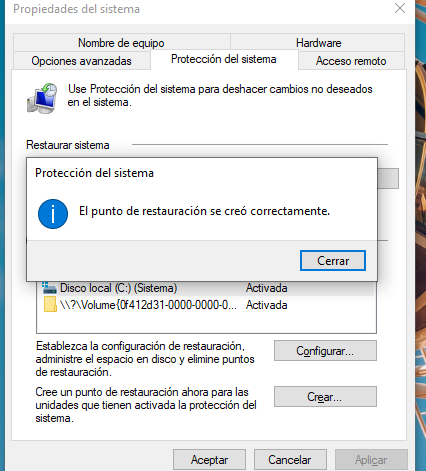 Propiedades del sistema
Nombre de equipo
Hardware
Opciones avanzadas
Protección del sistema
Acceso remoto
Use Protección del sistema para deshacer cambios no deseados
en el sistema.
Restaurar sistema
Protección del sistema
El punto de restauración se creó correctamente.
Cerrar
Disco local (C:) (Sistema)
Activada
\\?\Volume{0f412d31-0000-0000-0...
Activada
Establezca la configuración de restauración,
administre el espacio en disco y elimine puntos
de restauración.
Configurar...
Cree un punto de restauración ahora para las
unidades que tienen activada la protección del
sistema.
Crear...
Aceptar
Cancelar
Aplicar